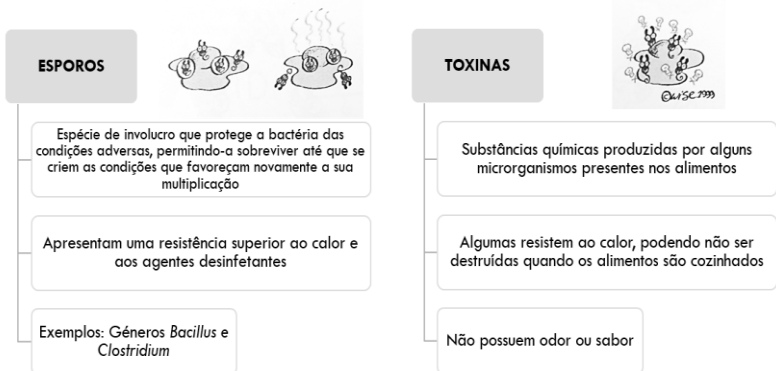 ESPOROS
Espécie de involucro que protege a bactéria das
condições adversas, permitindo-a sobreviver até que se
criem as condições que favoreçam novamente a sua
multiplicação
Apresentam uma resistência superior ao calor e
aos agentes desinfetantes
Exemplos: Géneros Bacillus e
Clostridium
TOXINAS
Substâncias químicas produzidas por alguns
microrganismos presentes nos alimentos
Algumas resistem ao calor, podendo não ser
destruídas quando os alimentos são cozinhados
Não possuem odor ou sabor